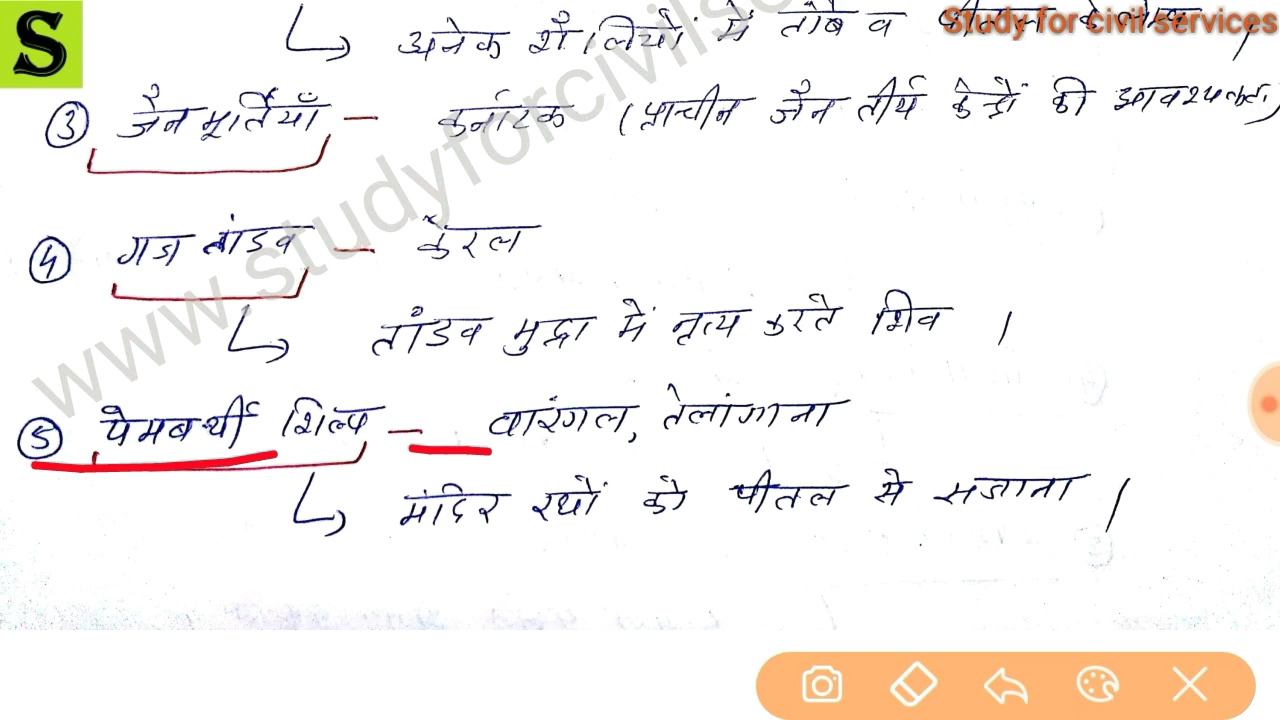 S
Study for civil services
अनेक शैलियों में तांबे व
③ जैन मूर्तियाँ – कर्नाटक (प्राचीन जैन तीर्थ केंद्रों की आवश्यकता)
④ गज तांडव – केरल
तांडव मुद्रा में नृत्य करते शिव ।
⑤ पेमबर्थी शिल्प – वारंगल, तेलांगाना
मंदिर रथों को पीतल से सजाना ।
www.studyforcivils